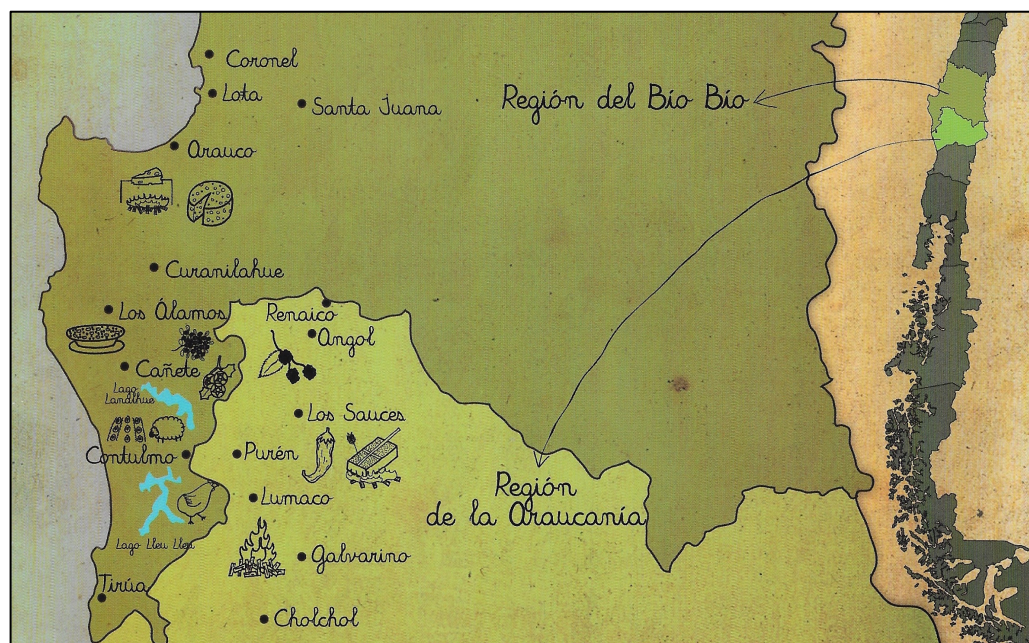 Coronel
Lota
Santa Juana
Región del Bío Bío
Arauco
Curanilahue
Los Álamos
Renaico
Angol
Cañete
Lago
Lanalhue
Los Sauces
Contulmo
Purén
Región
de la Araucanía
Lumaco
Lago Lleu Lleu
Galvarino
Tirúa
Cholchol